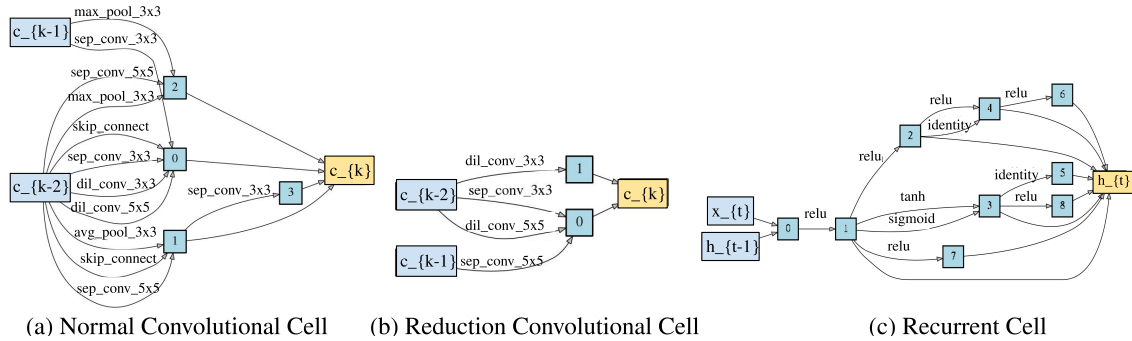 max_pool_3x3
c_{k-1}
sep_conv_3x3
sep_conv_5x5
2
max_pool_3x3
skip_connect
0
sep_conv_3x3
c_{k}
c_{k-2}
dil_conv_3x3
sep_conv_3x3
3
dil_conv_5x5
avg_pool_3x3
1
skip_connect
sep_conv_5x5
(a) Normal Convolutional Cell
dil_conv_3x3
1
c_{k-2}
sep_conv_3x3
c_{k}
0
dil_conv_5x5
c_{k-1}
sep_conv_5x5
(b) Reduction Convolutional Cell
relu
relu
6
4
2
identity
relu
identity
5
h_{t}
tanh
x_{t}
3
relu
8
sigmoid
relu
0
1
h_{t-1}
relu
7
(c) Recurrent Cell